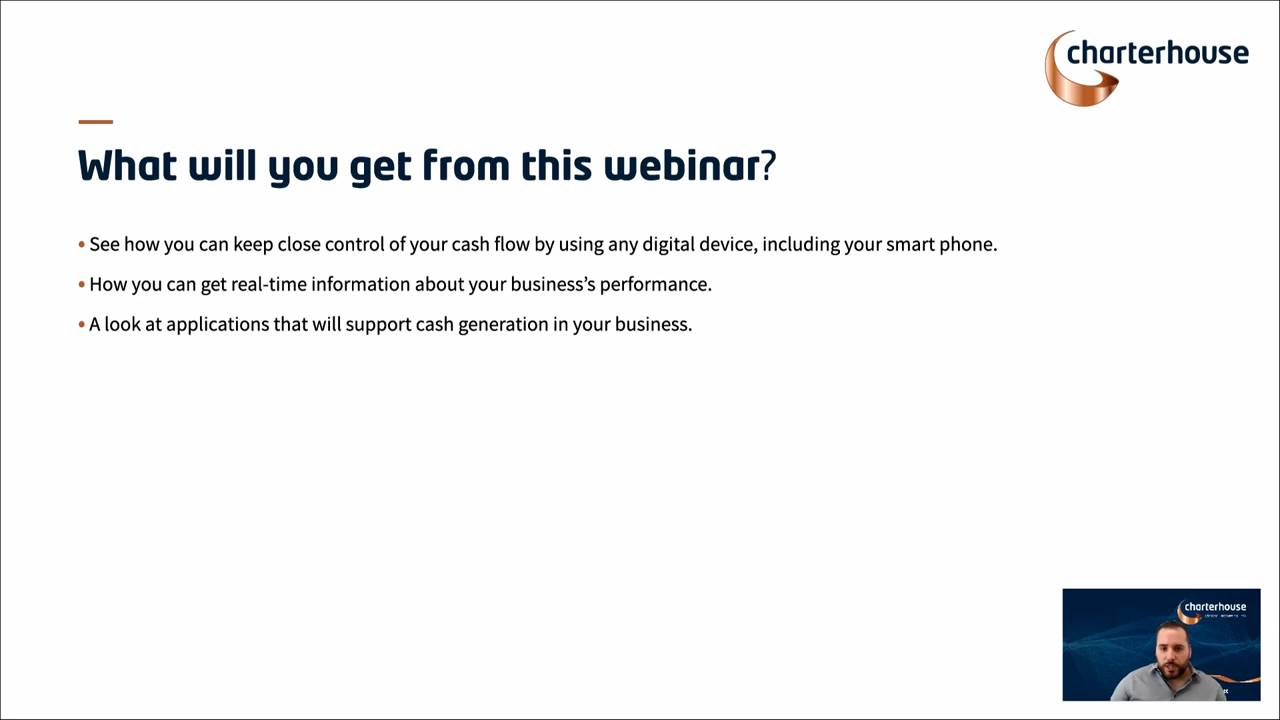 charterhouse
What will you get from this webinar?
• See how you can keep close control of your cash flow by using any digital device, including your smart phone.
• How you can get real-time information about your business’s performance.
• A look at applications that will support cash generation in your business.
charterhouse